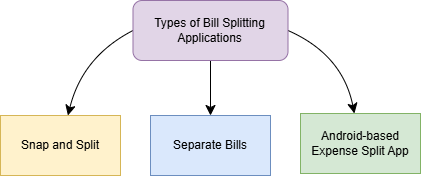 Types of Bill Splitting
Applications
Snap and Split
Separate Bills
Android-based
Expense Split App